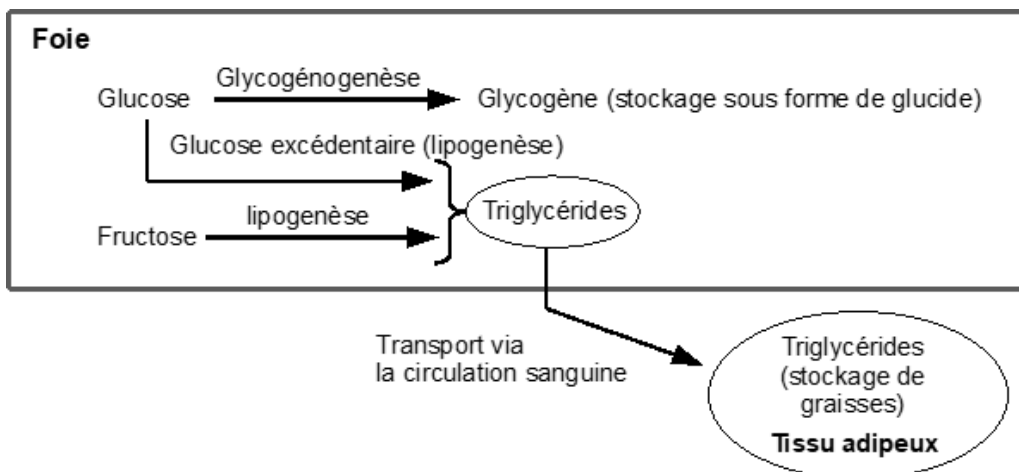 Foie
Glycogénogenèse
Glucose
Glycogène (stockage sous forme de glucide)
Glucose excédentaire (lipogenèse)
Triglycérides
lipogenèse
Fructose
Transport via
la circulation sanguine
Triglycérides
(stockage de
graisses)
Tissu adipeux